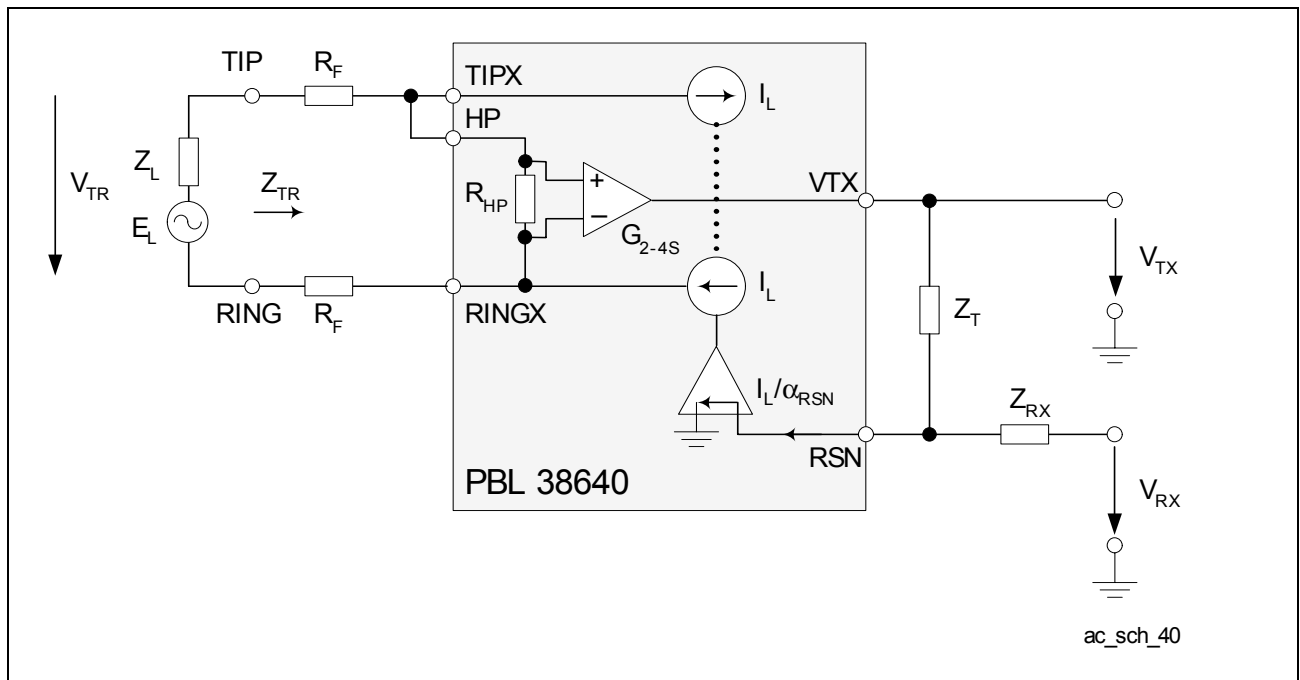 TIP
R_F
TIPX
I_L
HP
Z_L
V_TR
Z_TR
R_HP
+
−
VTX
E_L
G_2-4S
V_TX
I_L
RING
R_F
RINGX
Z_T
I_L/α_RSN
Z_RX
RSN
PBL 38640
V_RX
ac_sch_40